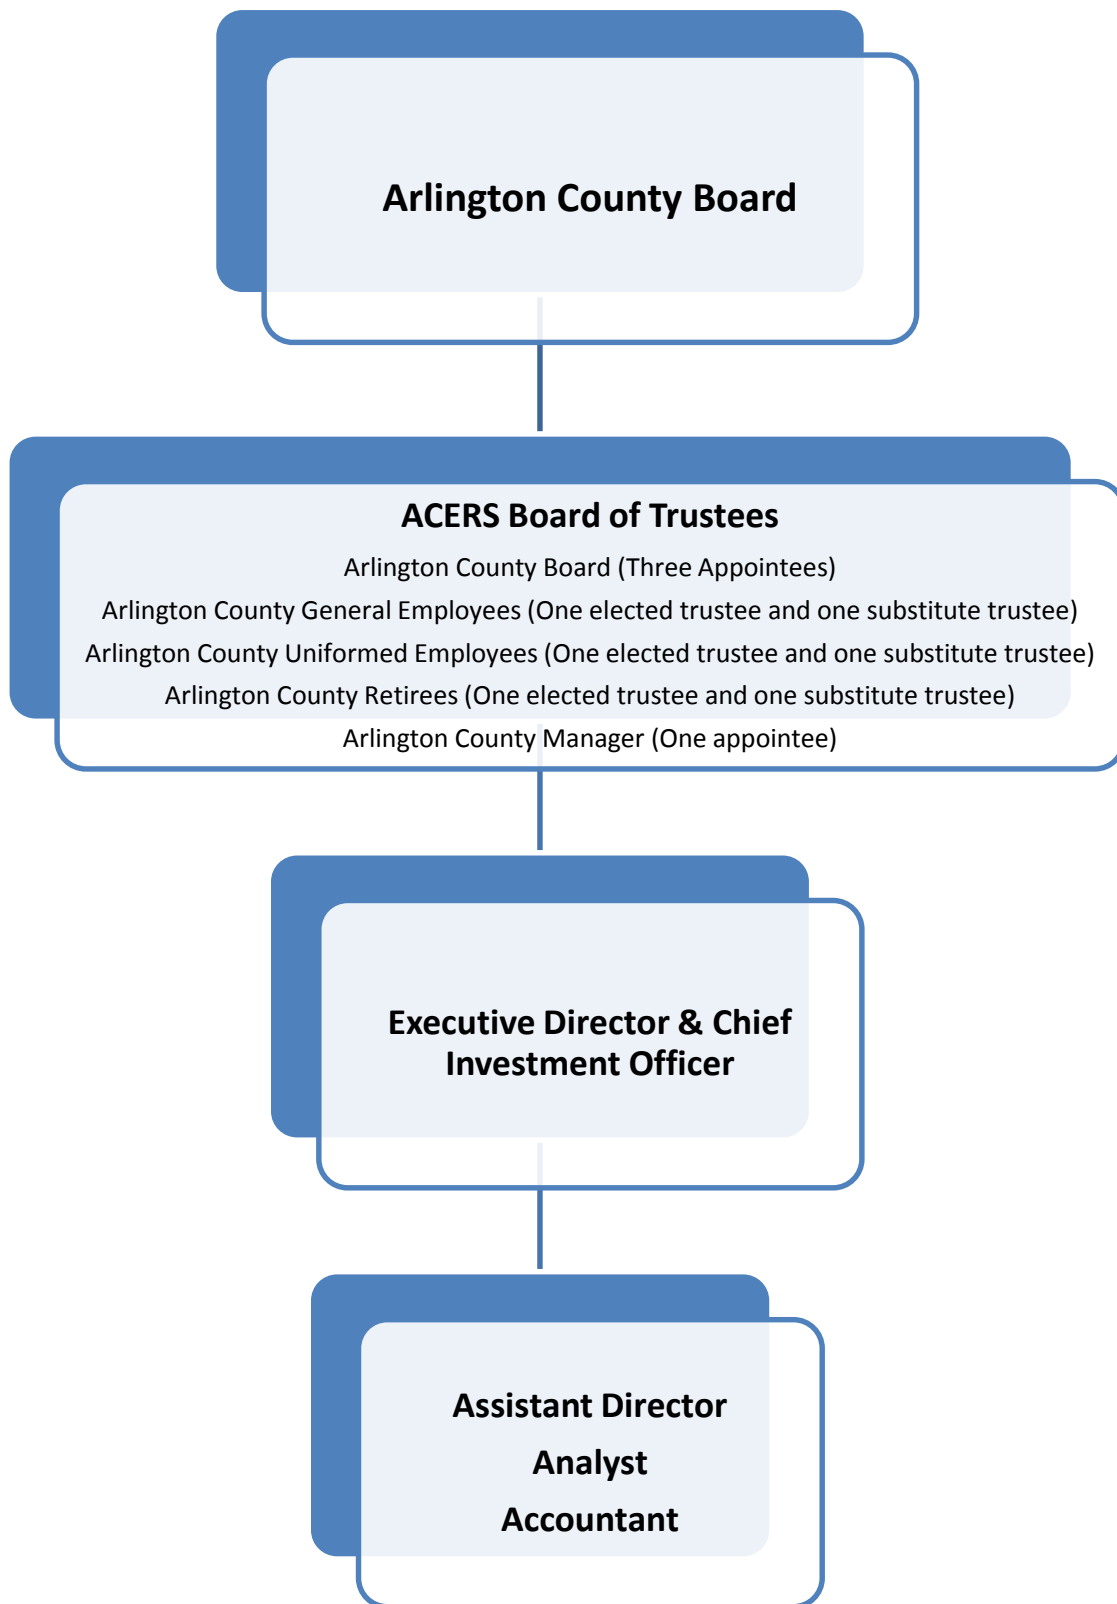 Arlington County Board
ACERS Board of Trustees
Arlington County Board (Three Appointees)
Arlington County General Employees (One elected trustee and one substitute trustee)
Arlington County Uniformed Employees (One elected trustee and one substitute trustee)
Arlington County Retirees (One elected trustee and one substitute trustee)
Arlington County Manager (One appointee)
Executive Director & Chief
Investment Officer
Assistant Director
Analyst
Accountant